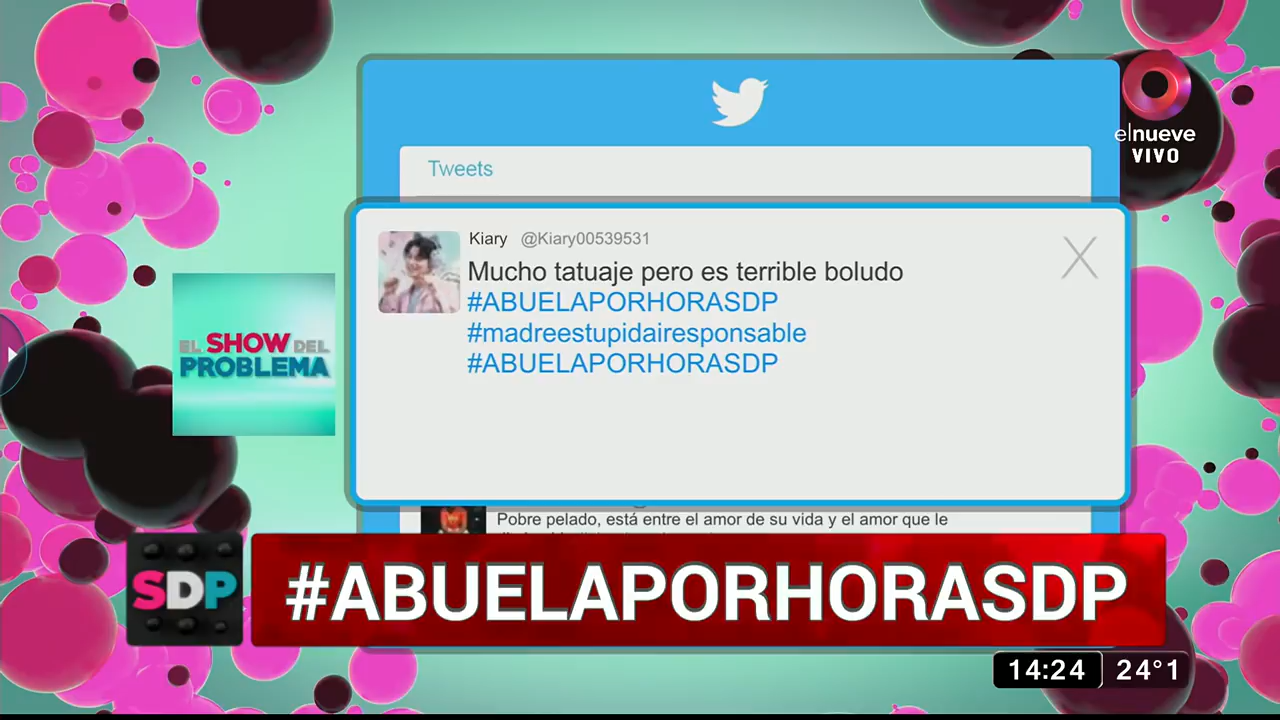 elnueve
VIVO
Tweets
Kiary @Kiary00539531
Mucho tatuaje pero es terrible boludo
#ABUELAPORHORASDP
#madreestupidairesponsable
#ABUELAPORHORASDP
EL SHOW DEL
PROBLEMA
Pobre pelado, está entre el amor de su vida y el amor que le
SDP
#ABUELAPORHORASDP
14:24 24°1